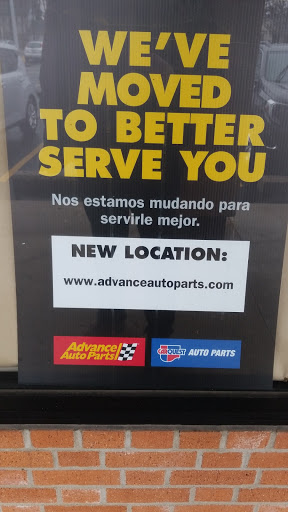 WE'VE
MOVED
TO BETTER
SERVE YOU
Nos estamos mudando para
servirle mejor.
NEW LOCATION:
www.advanceautoparts.com
Advance
Auto Parts
CARQUEST AUTO PARTS